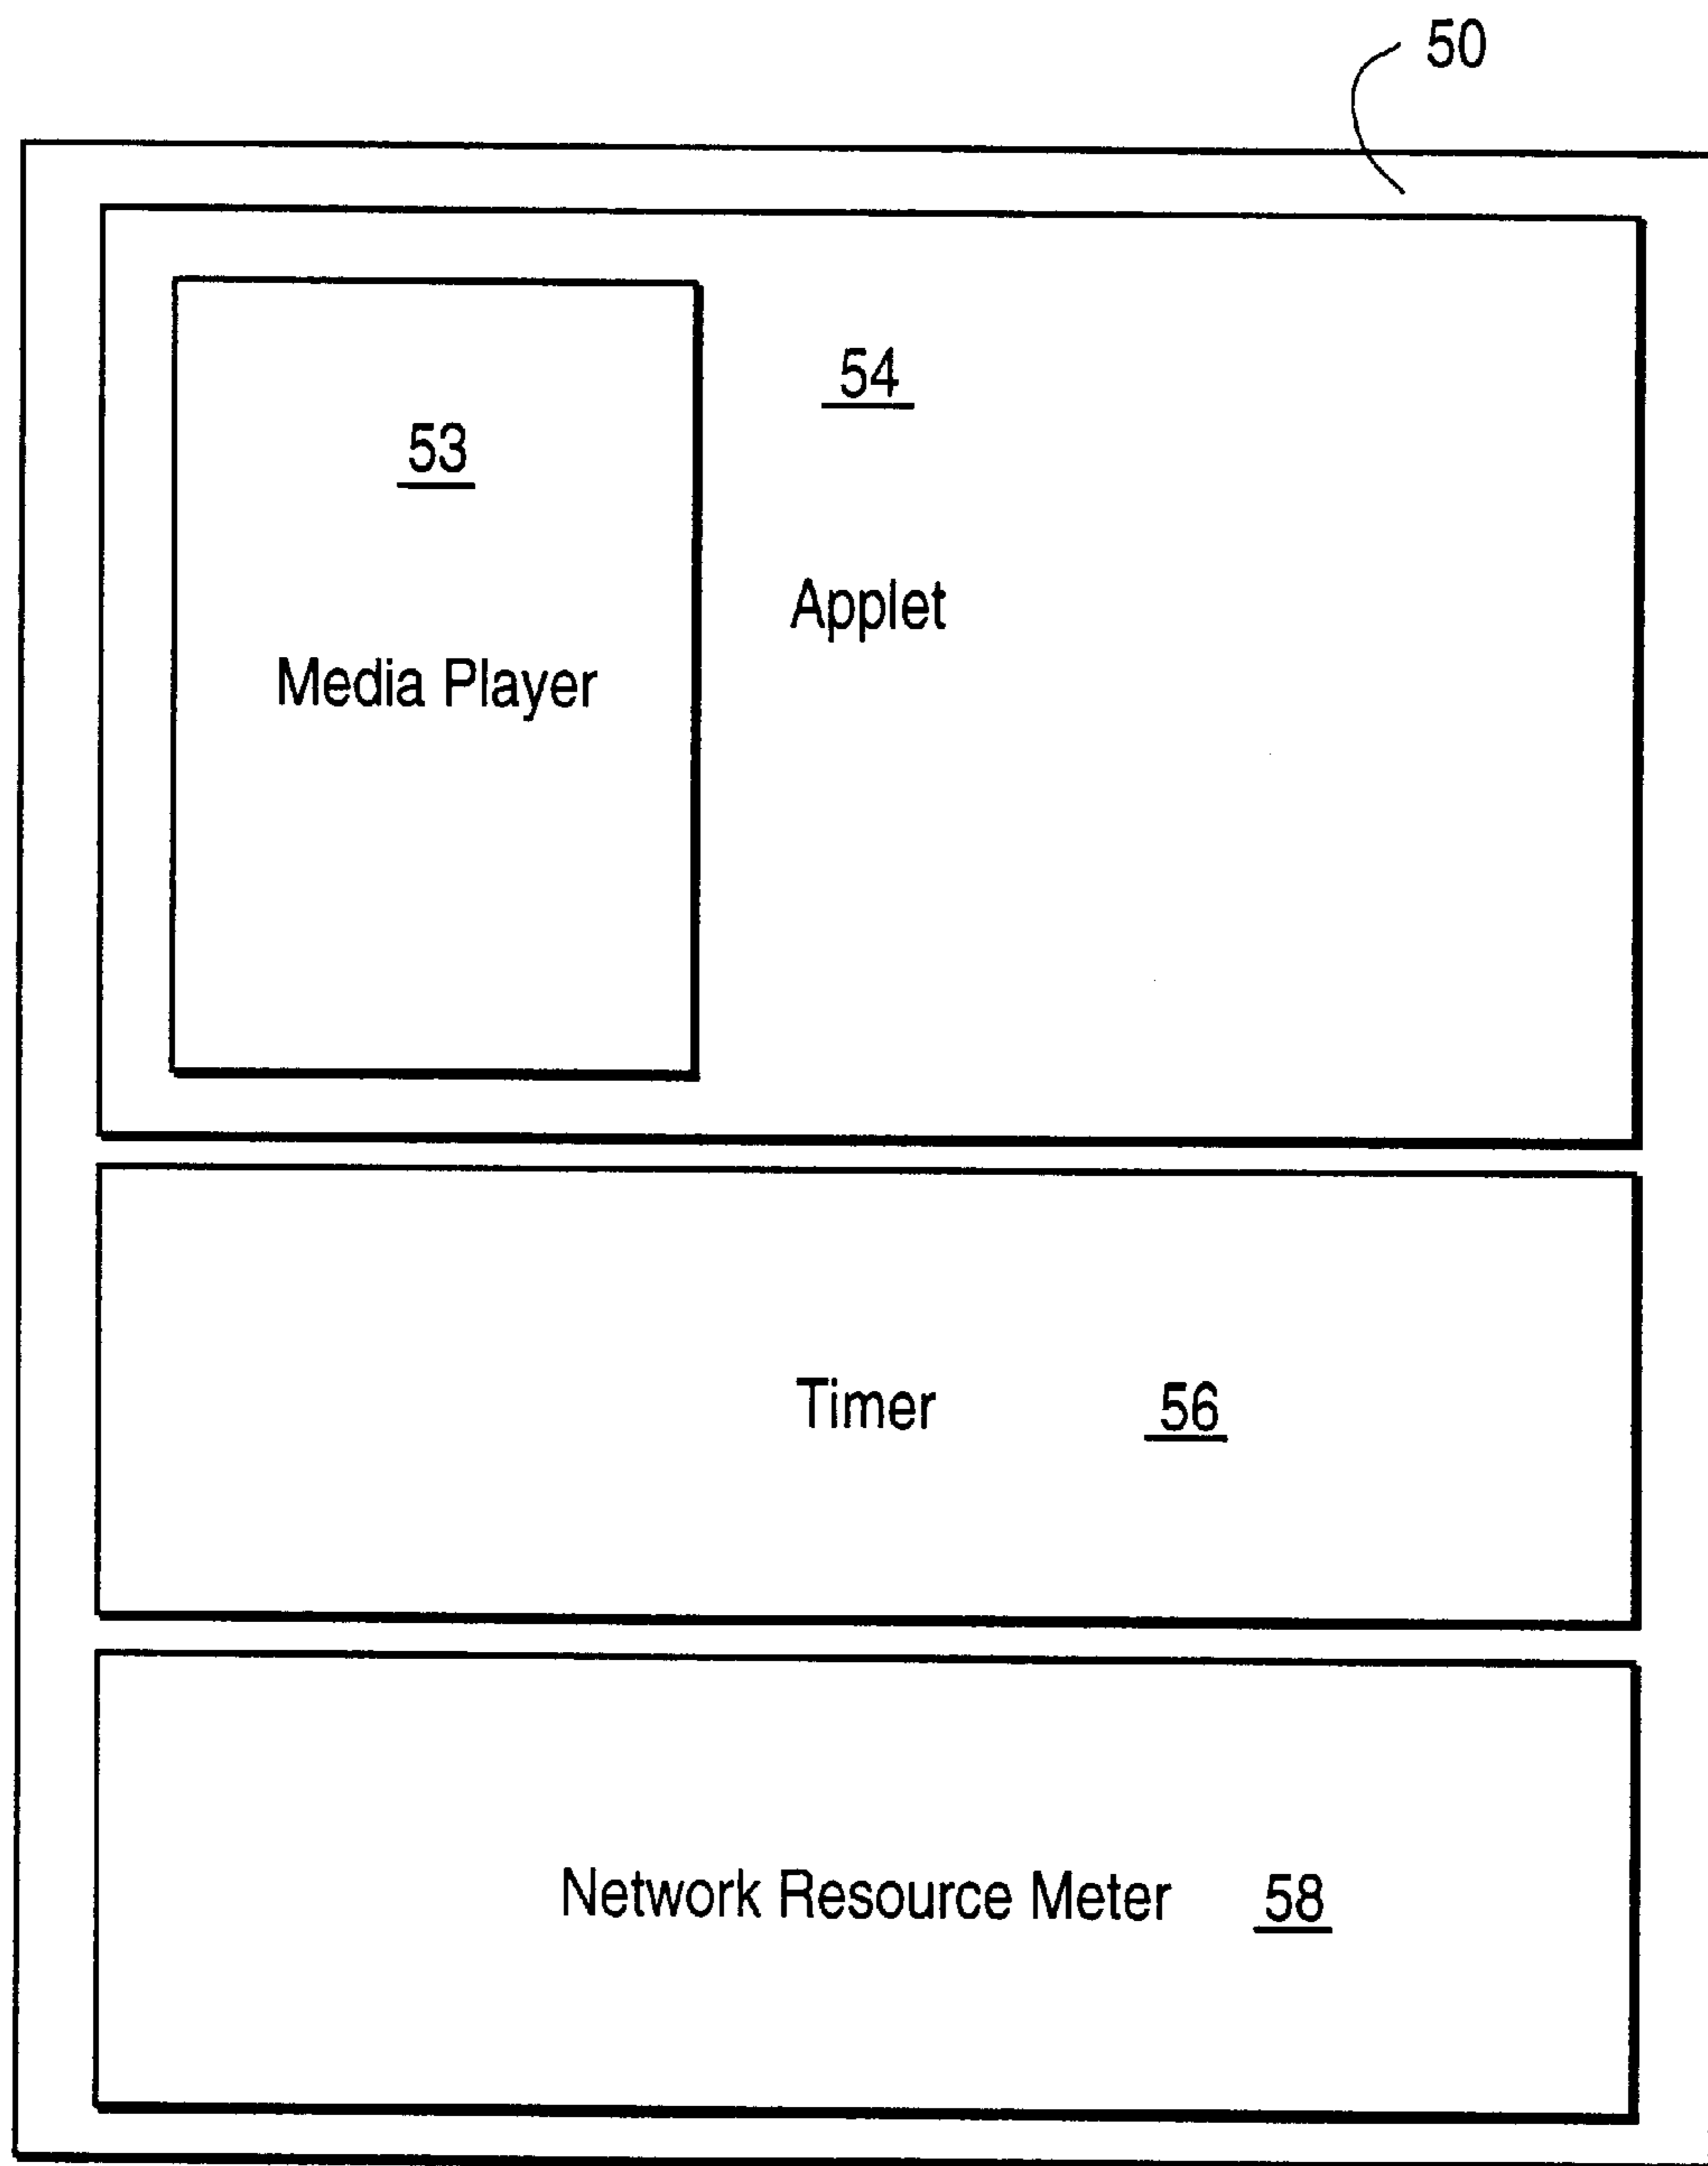 50
54
53
Applet
Media Player
Timer 56
Network Resource Meter 58